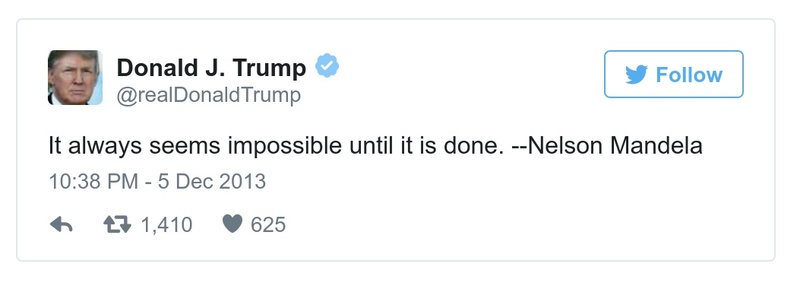 Donald J. Trump
@realDonaldTrump
Follow
It always seems impossible until it is done. --Nelson Mandela
10:38 PM - 5 Dec 2013
1,410 625